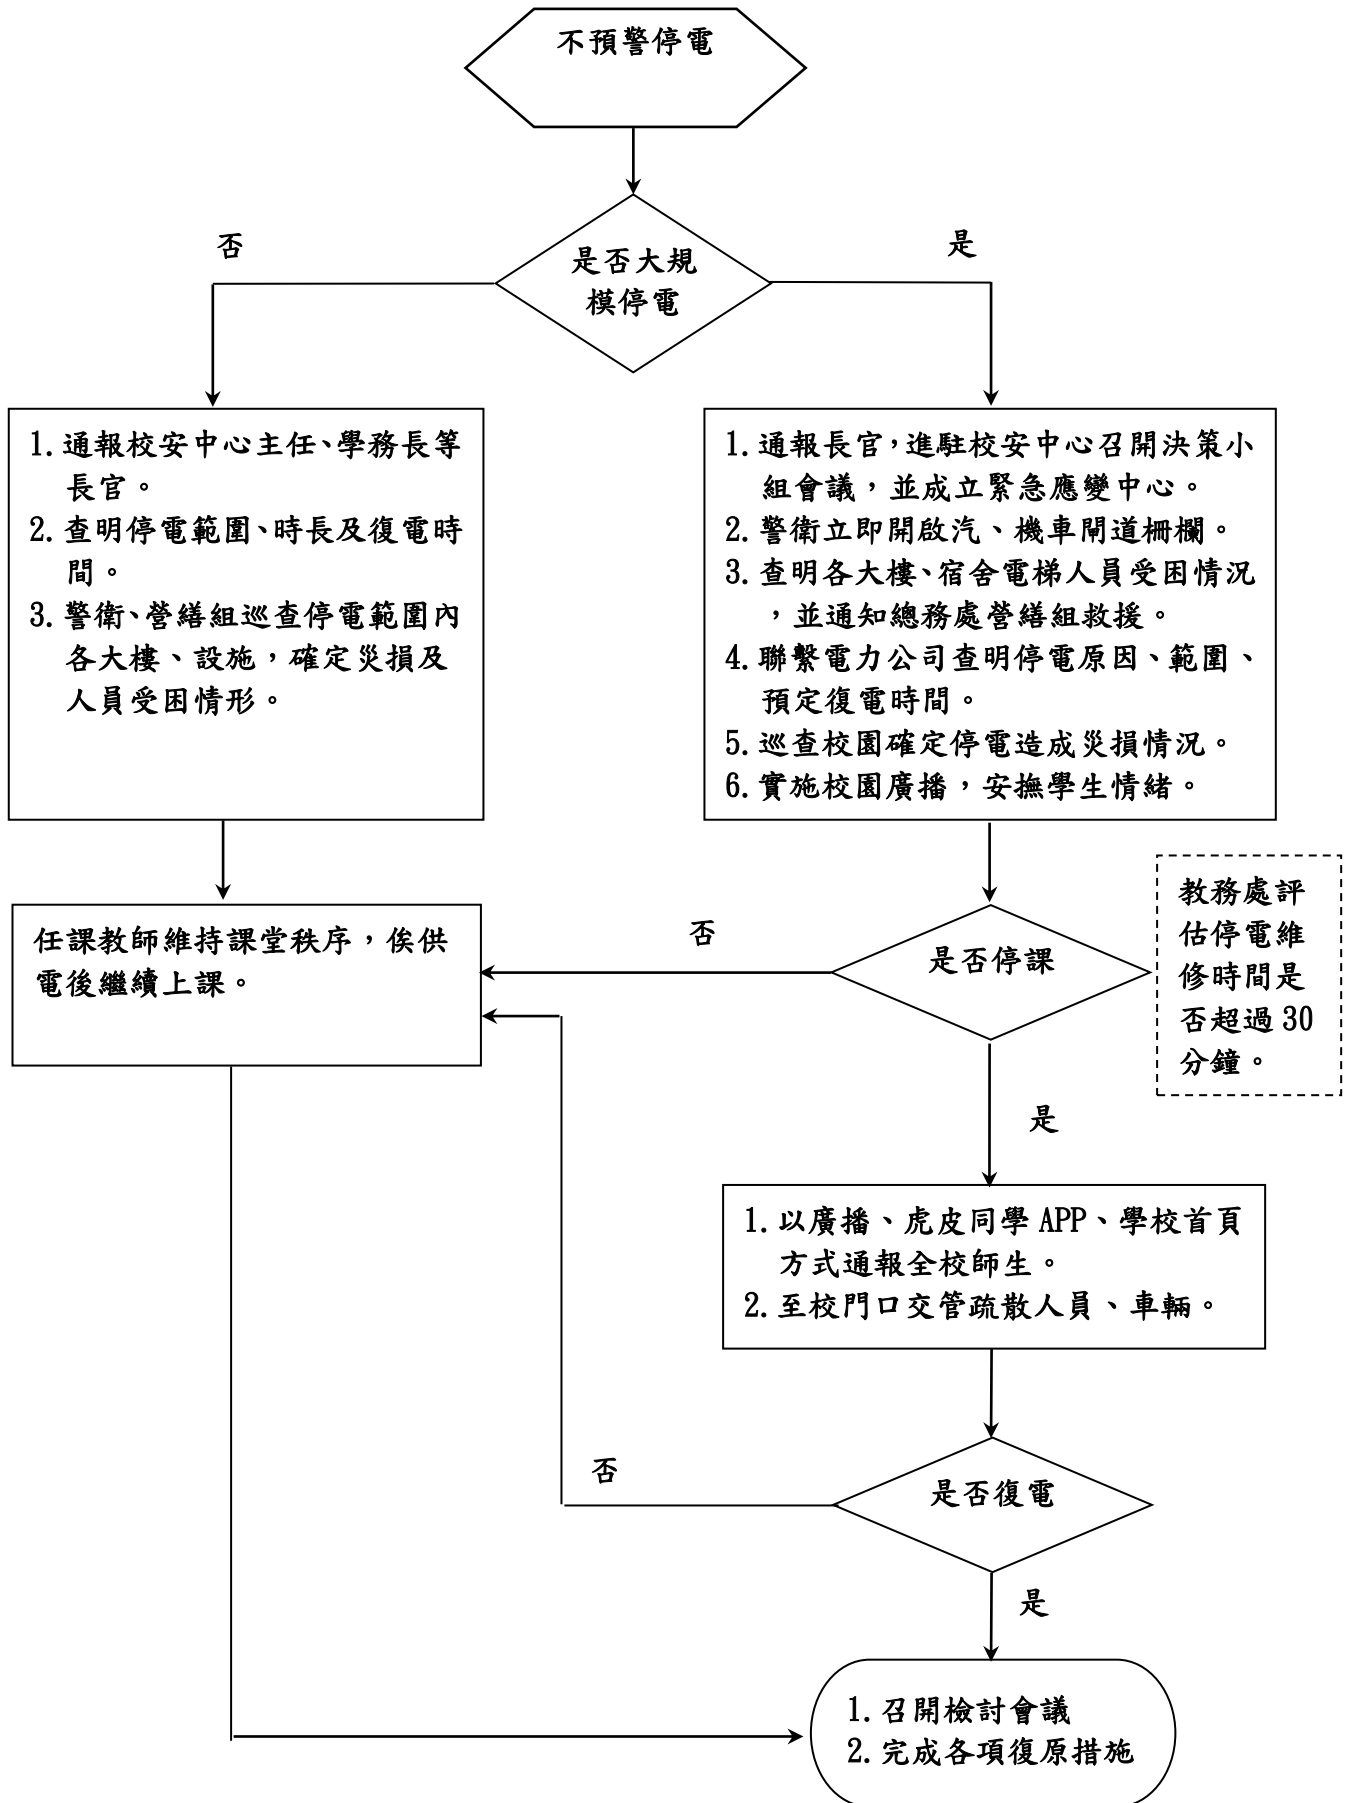 不預警停電
否
是
是否大規
模停電
1.通報校安中心主任、學務長等
長官。
2.查明停電範圍、時長及復電時
間。
3.警衛、營繕組巡查停電範圍內
各大樓、設施，確定災損及
人員受困情形。
1.通報長官，進駐校安中心召開決策小
組會議，並成立緊急應變中心。
2.警衛立即開啟汽、機車閘道柵欄。
3.查明各大樓、宿舍電梯人員受困情況
，並通知總務處營繕組救援。
4.聯繫電力公司查明停電原因、範圍、
預定復電時間。
5.巡查校園確定停電造成災損情況。
6.實施校園廣播，安撫學生情緒。
任課教師維持課堂秩序，俟供
電後繼續上課。
否
是否停課
教務處評
估停電維
修時間是
否超過30
分鐘。
是
1.以廣播、虎皮同學APP、學校首頁
方式通報全校師生。
2.至校門口交管疏散人員、車輛。
否
是否復電
是
1.召開檢討會議
2.完成各項復原措施